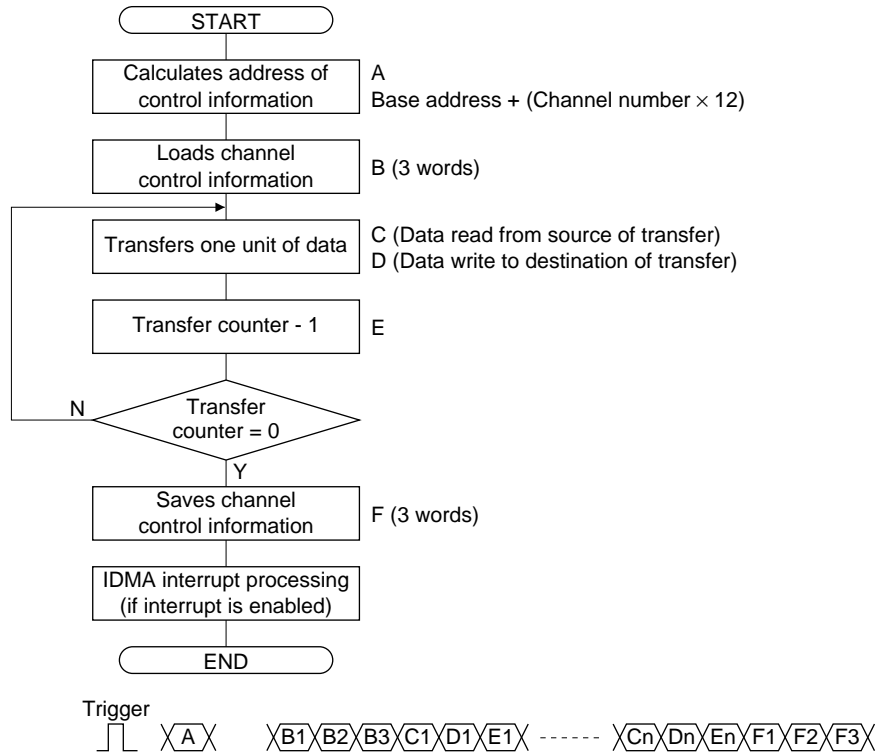 START
Calculates address of
control information
A
Base address + (Channel number × 12)
Loads channel
control information
B (3 words)
Transfers one unit of data
C (Data read from source of transfer)
D (Data write to destination of transfer)
Transfer counter - 1
E
N
Transfer
counter = 0
Y
Saves channel
control information
F (3 words)
IDMA interrupt processing
(if interrupt is enabled)
END
Trigger
A B1 B2 B3 C1 D1 E1 Cn Dn En F1 F2 F3